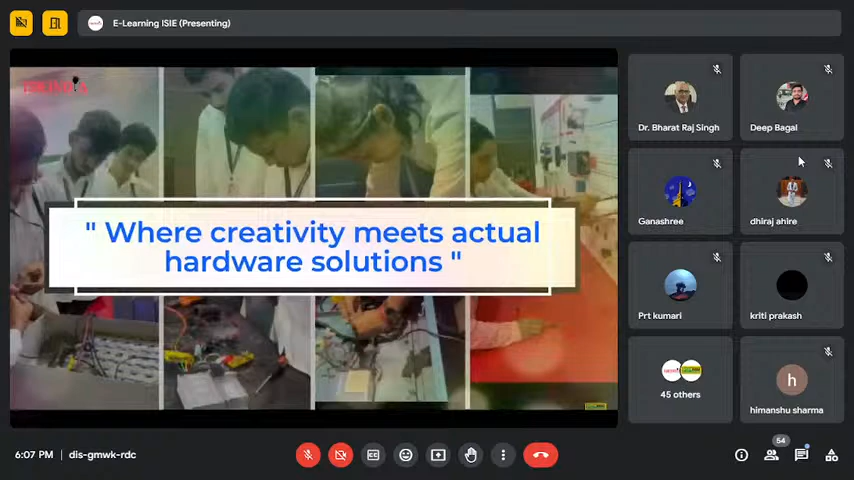 E-Learning ISIE (Presenting)
" Where creativity meets actual
hardware solutions "
Dr. Bharat Raj Singh
Deep Bagal
Ganashree
dhiraj ahire
Prt kumari
kriti prakash
45 others
h
himanshu sharma
6:07 PM | dis-gmwk-rdc
54